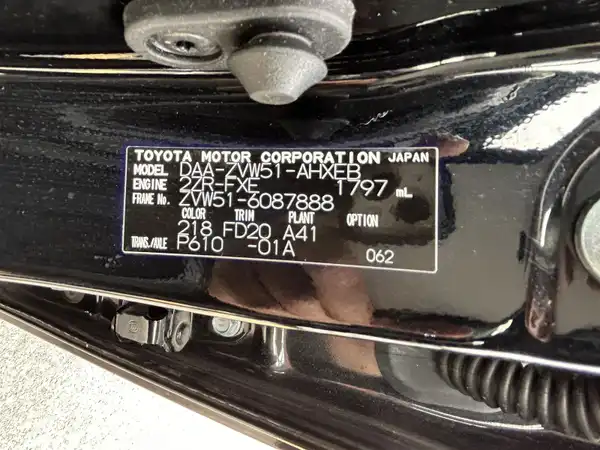 TOYOTA MOTOR CORPORATION JAPAN
MODEL DAA-ZVW51-AHXEB
ENGINE 2ZR-FXE 1797 mL
FRAME No. ZVW51-6087888
COLOR TRIM PLANT OPTION
218 FD20 A41
TRANS./AXLE P610 -01A
062